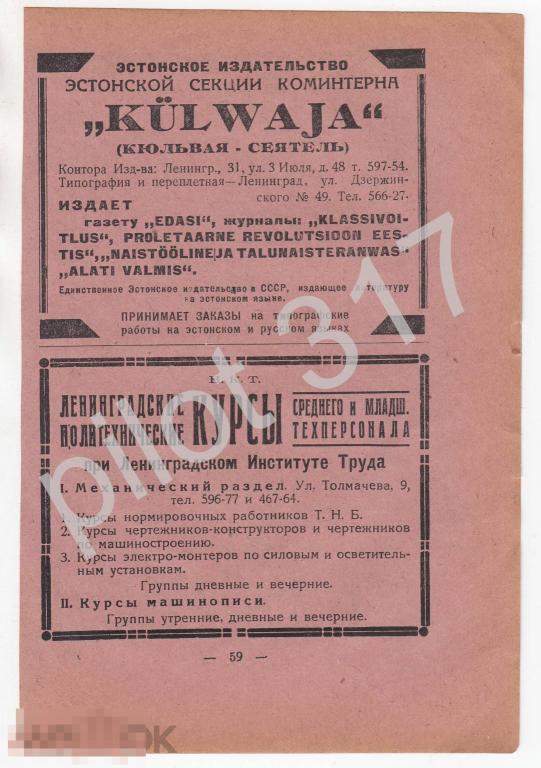 ЭСТОНСКОЕ ИЗДАТЕЛЬСТВО
ЭСТОНСКОЙ СЕКЦИИ КОМИНТЕРНА
„KÜLWAJA“
(КЮЛЬВАЯ - СЕЯТЕЛЬ)
Контора Изд-ва: Ленингр., 31, ул. 3 Июля, д. 48 т. 597-54.
Типография и переплетная—Ленинград, ул. Дзержин-
ского № 49. Тел. 566-27-
ИЗДАЕТ
газету „EDASI“, журналы: „KLASSIVOI-
TLUS“, PROLETAARNE REVOLUTSIOON EES-
TIS“,„NAISTÖÖLINE JA TALUNAISTERANWAS-
„ALATI VALMIS“.
Единственное Эстонское издательство в СССР, издающее литературу
на эстонском языке.
ПРИНИМАЕТ ЗАКАЗЫ на типографские
работы на эстонском и русском языках
Н. К. Т.
ЛЕНИНГРАДСКИЕ
ПОЛИТЕХНИЧЕСКИЕ
КУРСЫ
СРЕДНЕГО и МЛАДШ.
ТЕХПЕРСОНАЛА
при Ленинградском Институте Труда
I. Механический раздел. Ул. Толмачева, 9,
тел. 596-77 и 467-64.
1. Курсы нормировочных работников Т. Н. Б.
2. Курсы чертежников-конструкторов и чертежников
по машиностроению.
3. Курсы электро-монтеров по силовым и осветитель-
ным установкам.
Группы дневные и вечерние.
II. Курсы машинописи.
Группы утренние, дневные и вечерние.
— 59 —
pilot 317